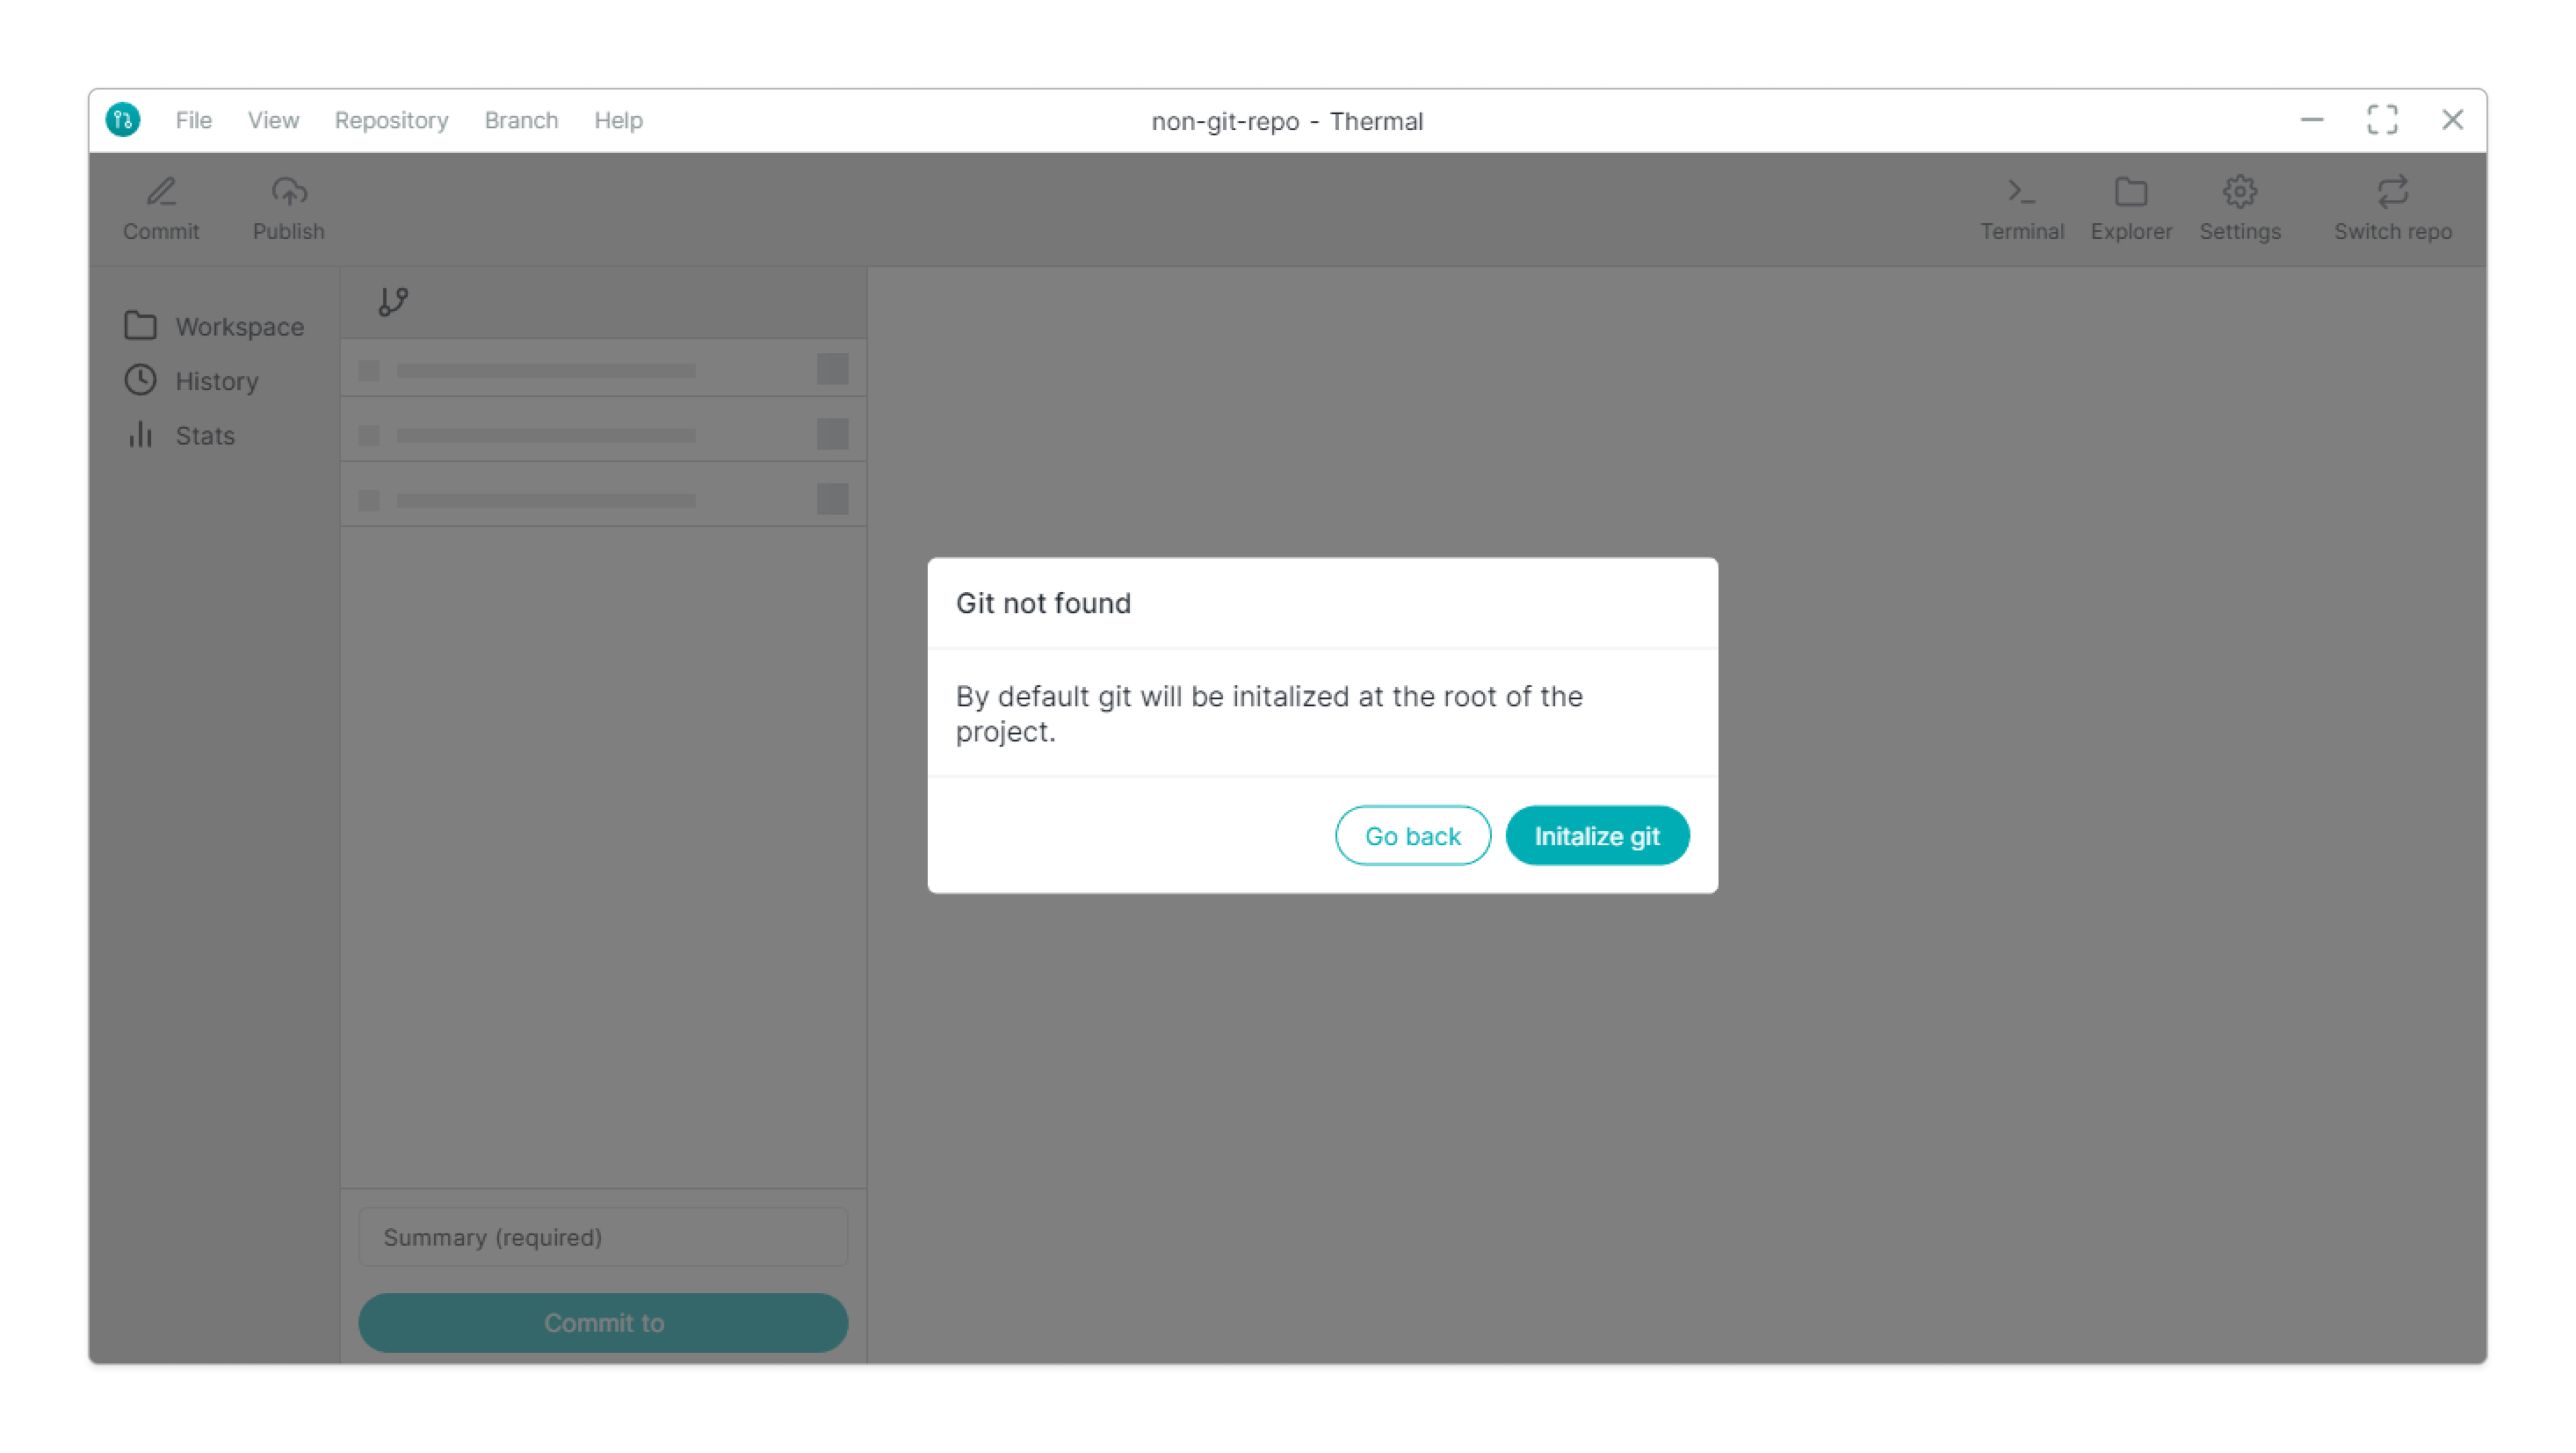 File View Repository Branch Help
non-git-repo - Thermal
Commit Publish
Terminal Explorer Settings Switch repo
Workspace
History
Stats
Git not found
By default git will be initalized at the root of the
project.
Go back Initalize git
Summary (required)
Commit to